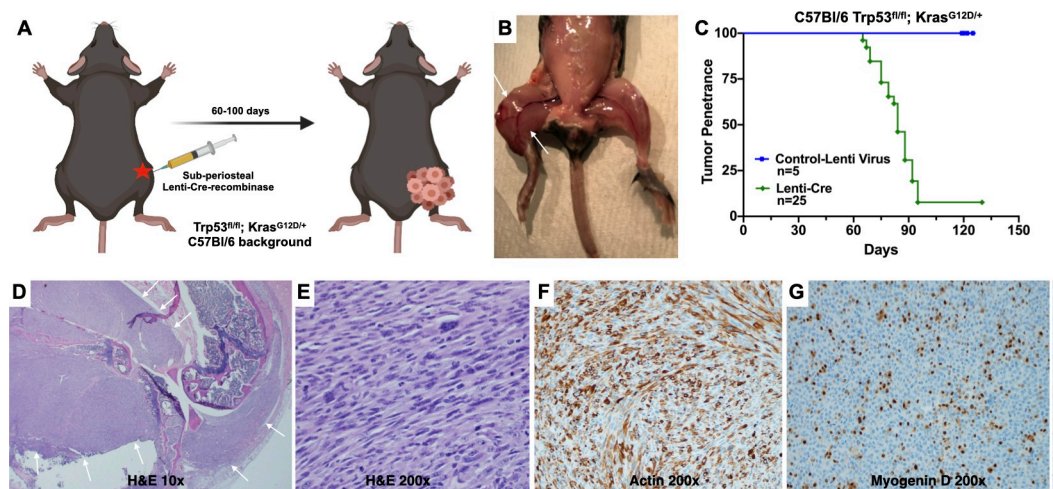 A
60-100 days
Sub-periosteal
Lenti-Cre-recombinase
Trp53fl/fl; KrasG12D/+
C57Bl/6 background
B
C
C57Bl/6 Trp53fl/fl; KrasG12D/+
Tumor Penetrance
100
75
50
25
0
Control-Lenti Virus
n=5
Lenti-Cre
n=25
0 30 60 90 120 150
Days
D
H&E 10x
E
H&E 200x
F
Actin 200x
G
Myogenin D 200x